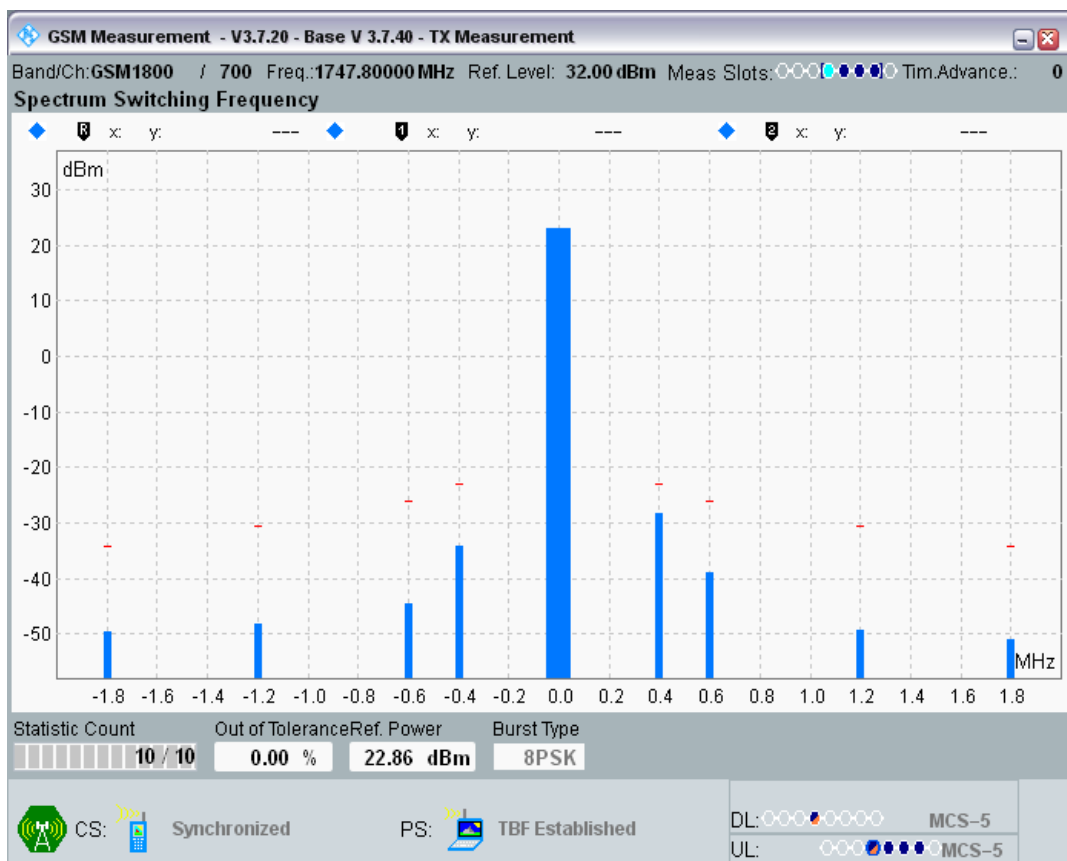 GSM Measurement - V3.7.20 - Base V 3.7.40 - TX Measurement
Band/Ch:GSM1800 / 700 Freq.:1747.80000 MHz Ref. Level: 32.00 dBm Meas Slots: Tim.Advance.: 0
Spectrum Switching Frequency
R x: y: --- 1 x: y: --- 2 x: y: ---
dBm
30
20
10
0
-10
-20
-30
-40
-50
MHz
-1.8 -1.6 -1.4 -1.2 -1.0 -0.8 -0.6 -0.4 -0.2 0.0 0.2 0.4 0.6 0.8 1.0 1.2 1.4 1.6 1.8
Statistic Count Out of Tolerance Ref. Power Burst Type
10 / 10 0.00 % 22.86 dBm 8PSK
CS: Synchronized PS: TBF Established DL: MCS-5
UL: MCS-5